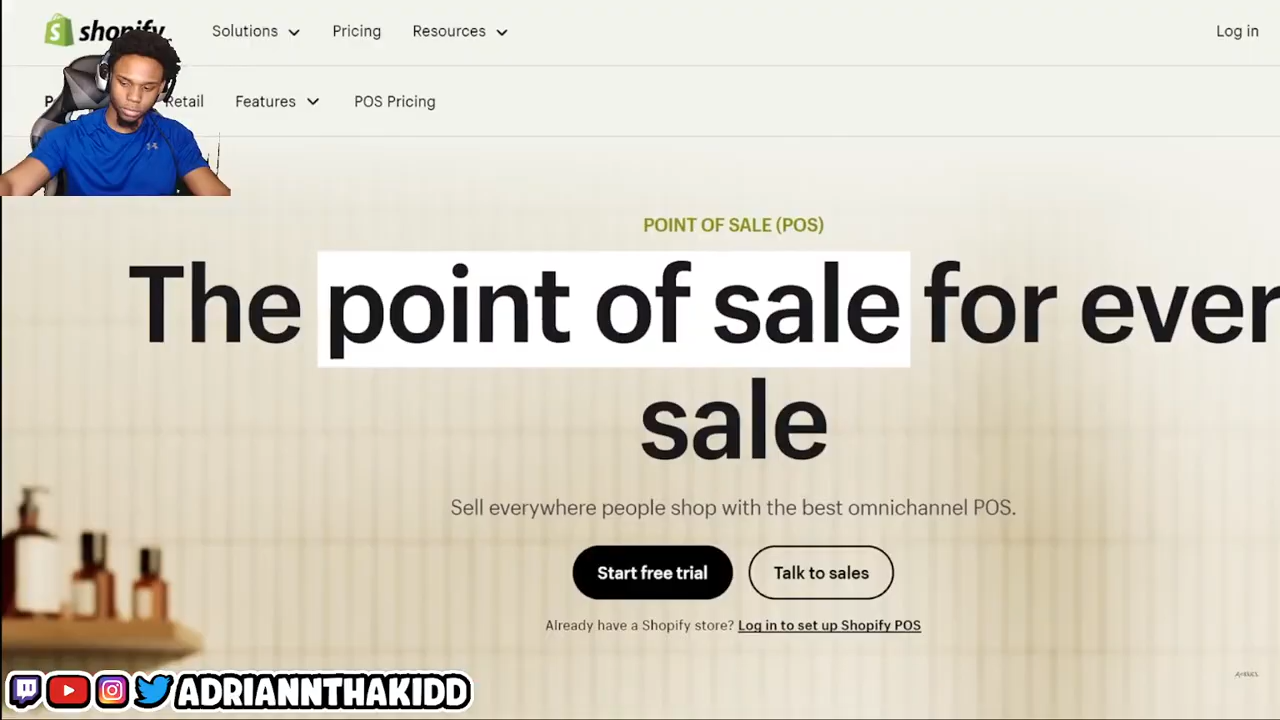 shopify
Solutions
Pricing
Resources
Log in
Retail
Features
POS Pricing
POINT OF SALE (POS)
The point of sale for ever
sale
Sell everywhere people shop with the best omnichannel POS.
Start free trial
Talk to sales
Already have a Shopify store? Log in to set up Shopify POS
ADRIANNTHAKIDD